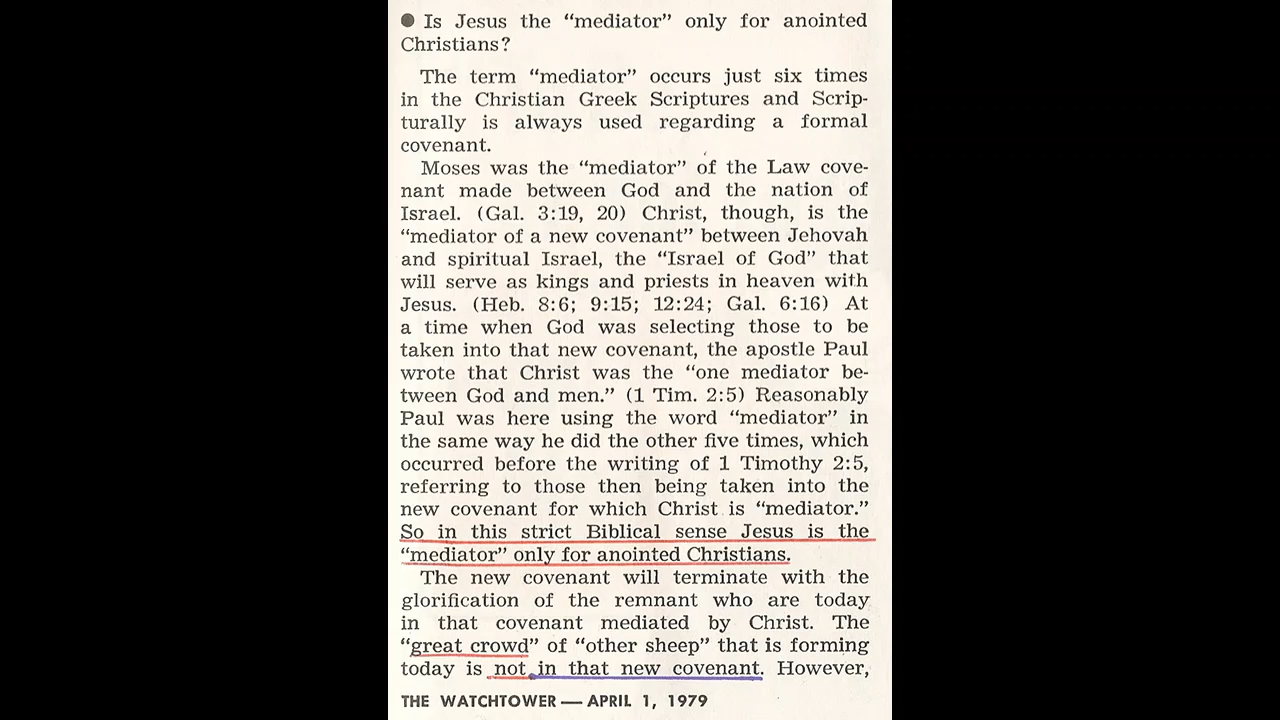 ● Is Jesus the “mediator” only for anointed
Christians?
The term “mediator” occurs just six times
in the Christian Greek Scriptures and Scrip-
turally is always used regarding a formal
covenant.
Moses was the “mediator” of the Law cove-
nant made between God and the nation of
Israel. (Gal. 3:19, 20) Christ, though, is the
“mediator of a new covenant” between Jehovah
and spiritual Israel, the “Israel of God” that
will serve as kings and priests in heaven with
Jesus. (Heb. 8:6; 9:15; 12:24; Gal. 6:16) At
a time when God was selecting those to be
taken into that new covenant, the apostle Paul
wrote that Christ was the “one mediator be-
tween God and men.” (1 Tim. 2:5) Reasonably
Paul was here using the word “mediator” in
the same way he did the other five times, which
occurred before the writing of 1 Timothy 2:5,
referring to those then being taken into the
new covenant for which Christ is “mediator.”
So in this strict Biblical sense Jesus is the
“mediator” only for anointed Christians.
The new covenant will terminate with the
glorification of the remnant who are today
in that covenant mediated by Christ. The
“great crowd” of “other sheep” that is forming
today is not in that new covenant. However,
THE WATCHTOWER — APRIL 1, 1979